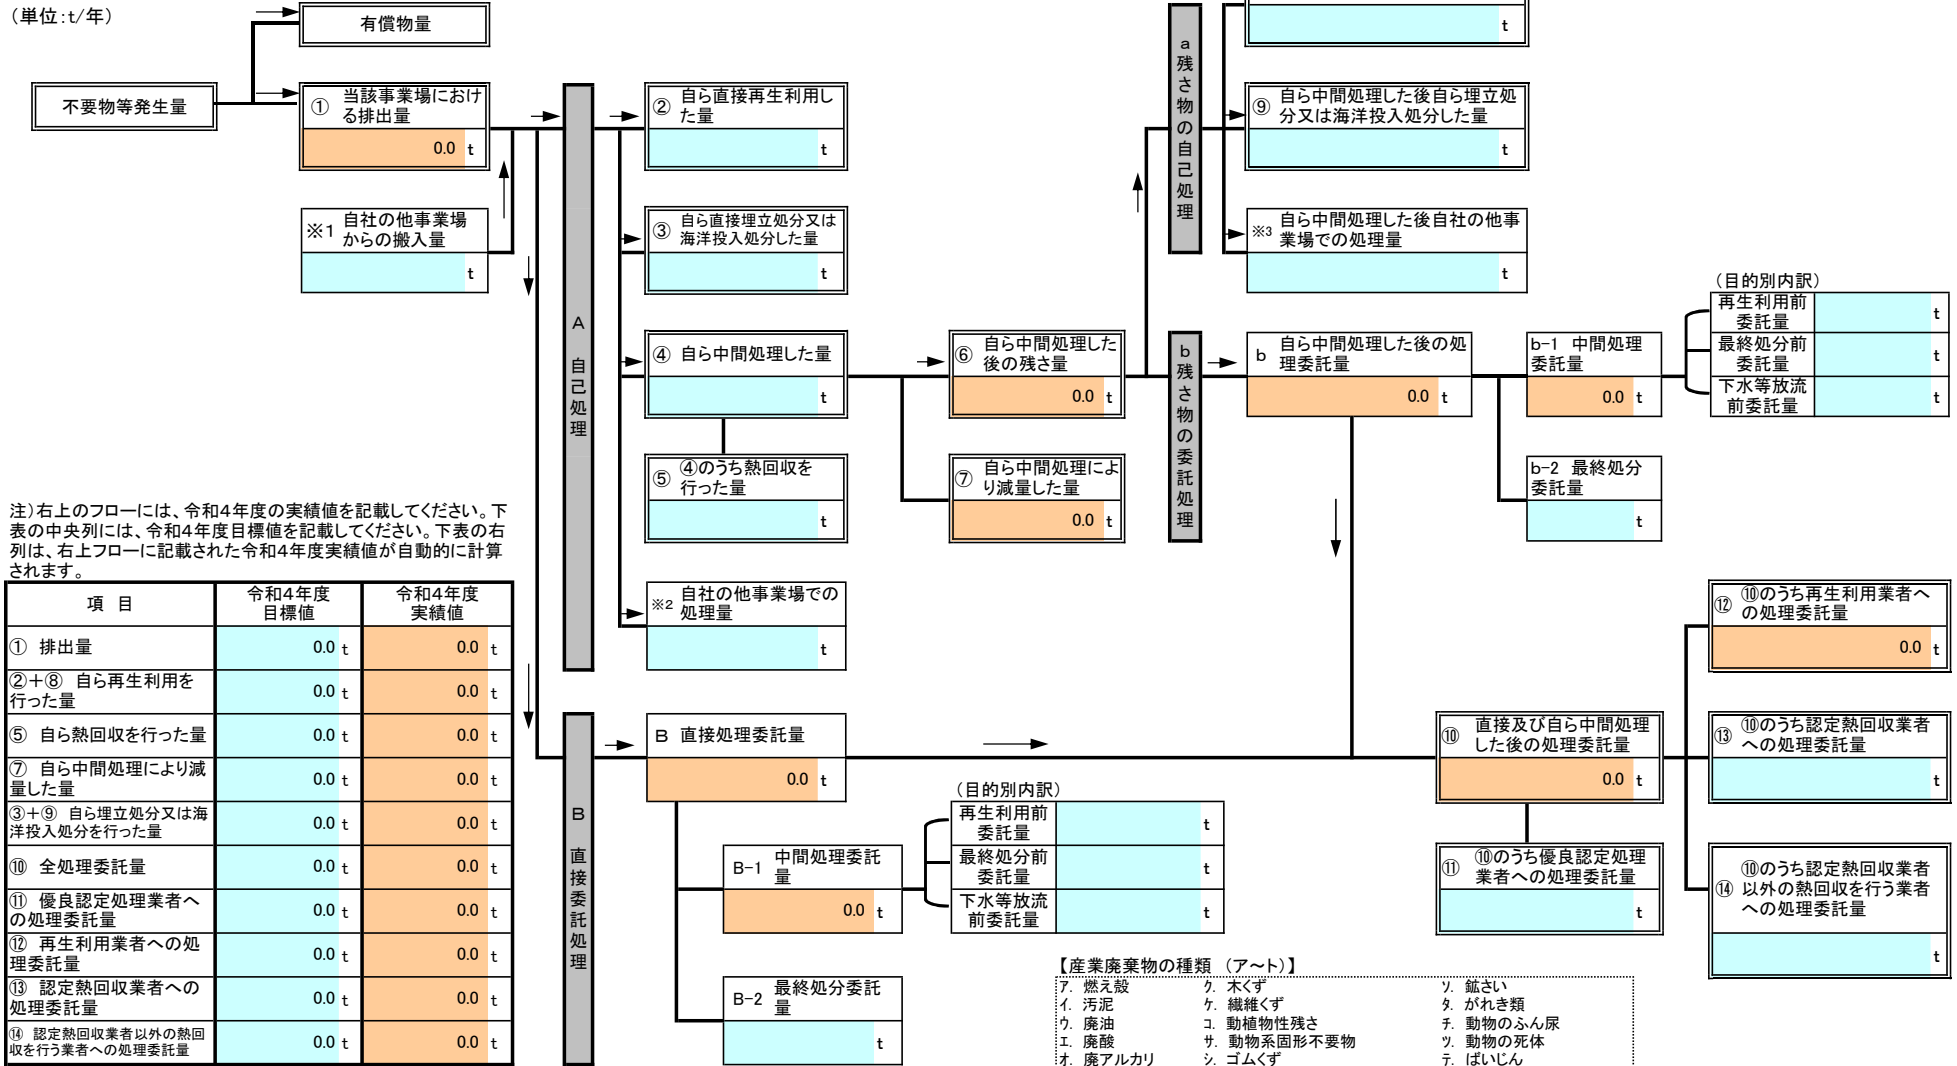 （単位：t/年）
有償物量
不要物等発生量
①
当該事業場におけ
る排出量
0.0 t
※1
自社の他事業場
からの搬入量
t
A 自己処理
②
自ら直接再生利用し
た量
t
③
自ら直接埋立処分又は
海洋投入処分した量
t
④ 自ら中間処理した量
t
⑤
④のうち熱回収を
行った量
t
※2
自社の他事業場での
処理量
t
⑥
自ら中間処理した
後の残さ量
0.0 t
⑦
自ら中間処理によ
り減量した量
0.0 t
a 残さ物の自己処理
t
⑨
自ら中間処理した後自ら埋立処
分又は海洋投入処分した量
t
※3
自ら中間処理した後自社の他事
業場での処理量
t
b 残さ物の委託処理
b
自ら中間処理した後の処
理委託量
0.0 t
b-1 中間処理
委託量
0.0 t
b-2 最終処分
委託量
t
（目的別内訳）
再生利用前
委託量
t
最終処分前
委託量
t
下水等放流
前委託量
t
注）右上のフローには、令和４年度の実績値を記載してください。下
表の中央列には、令和４年度目標値を記載してください。下表の右
列は、右上フローに記載された令和４年度実績値が自動的に計算
されます。
項 目
令和４年度
目標値
令和４年度
実績値
① 排出量
0.0 t 0.0 t
②＋⑧ 自ら再生利用を
行った量
0.0 t 0.0 t
⑤ 自ら熱回収を行った量
0.0 t 0.0 t
⑦ 自ら中間処理により減
量した量
0.0 t 0.0 t
③＋⑨ 自ら埋立処分又は海
洋投入処分を行った量
0.0 t 0.0 t
⑩ 全処理委託量
0.0 t 0.0 t
⑪ 優良認定処理業者へ
の処理委託量
0.0 t 0.0 t
⑫ 再生利用業者への処
理委託量
0.0 t 0.0 t
⑬ 認定熱回収業者への
処理委託量
0.0 t 0.0 t
⑭ 認定熱回収業者以外の熱回
収を行う業者への処理委託量
0.0 t 0.0 t
B 直接委託処理
B 直接処理委託量
0.0 t
B-1
中間処理委託
量
0.0 t
B-2
最終処分委託
量
t
（目的別内訳）
再生利用前
委託量
t
最終処分前
委託量
t
下水等放流
前委託量
t
⑩
直接及び自ら中間処理
した後の処理委託量
0.0 t
⑪
⑩のうち優良認定処理
業者への処理委託量
t
⑫
⑩のうち再生利用業者へ
の処理委託量
0.0 t
⑬
⑩のうち認定熱回収業者
への処理委託量
t
⑭
⑩のうち認定熱回収業者
以外の熱回収を行う業者
への処理委託量
t
【産業廃棄物の種類 （ア～ト）】
ア. 燃え殻 ク. 木くず ソ. 鉱さい
イ. 汚泥 ケ. 繊維くず タ. がれき類
ウ. 廃油 コ. 動植物性残さ チ. 動物のふん尿
エ. 廃酸 サ. 動物系固形不要物 ツ. 動物の死体
オ. 廃アルカリ シ. ゴムくず テ. ばいじん